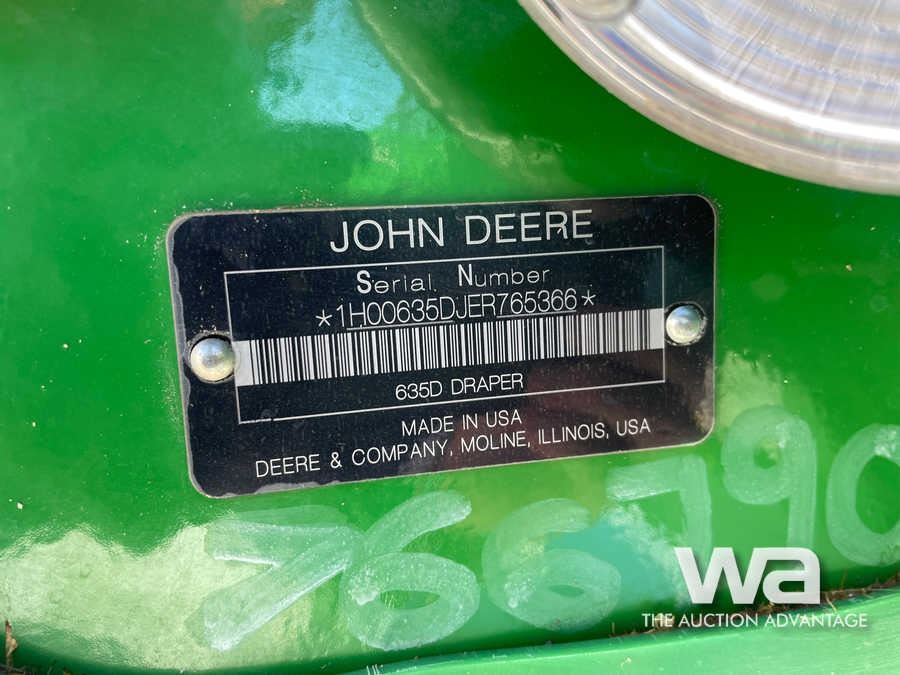 JOHN DEERE
Serial Number
*1H00635DJER765366*
635D DRAPER
MADE IN USA
DEERE & COMPANY, MOLINE, ILLINOIS, USA
766790
wa
THE AUCTION ADVANTAGE